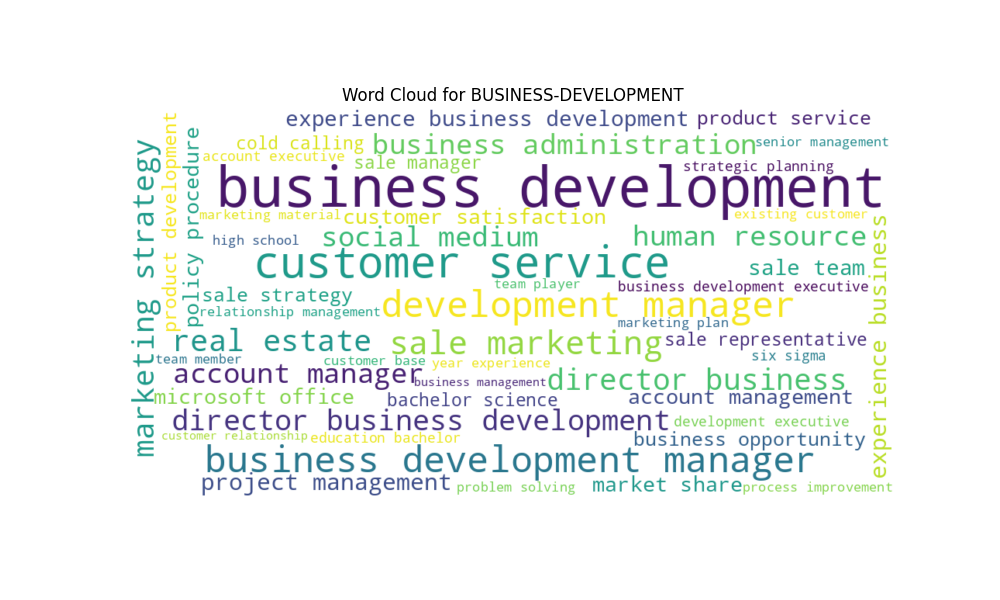 Word Cloud for BUSINESS-DEVELOPMENT
experience business development
product service
cold calling
business administration
senior management
account executive
sale manager
strategic planning
business development
marketing material
customer satisfaction
existing customer
high school
social medium
human resource
customer service
sale team
team player
business development executive
sale strategy
development manager
relationship management
marketing plan
real estate
sale marketing
sale representative
team member
customer base
year experience
six sigma
account manager
business management
director business
microsoft office
bachelor science
account management
director business development
development executive
customer relationship
education bachelor
business opportunity
business development manager
project management
problem solving
market share
process improvement
marketing strategy
product development
policy procedure
experience business